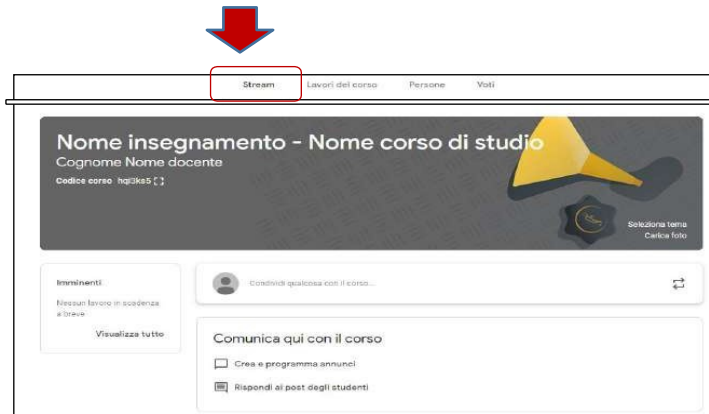 Stream Lavori del corso Persone Voti
Nome insegnamento - Nome corso di studio
Cognome Nome docente
Codice corso hql3ks5
Seleziona tema
Carica foto
Imminenti
Nessun lavoro in scadenza
a breve
Visualizza tutto
Condividi qualcosa con il corso...
Comunica qui con il corso
Crea e programma annunci
Rispondi ai post degli studenti